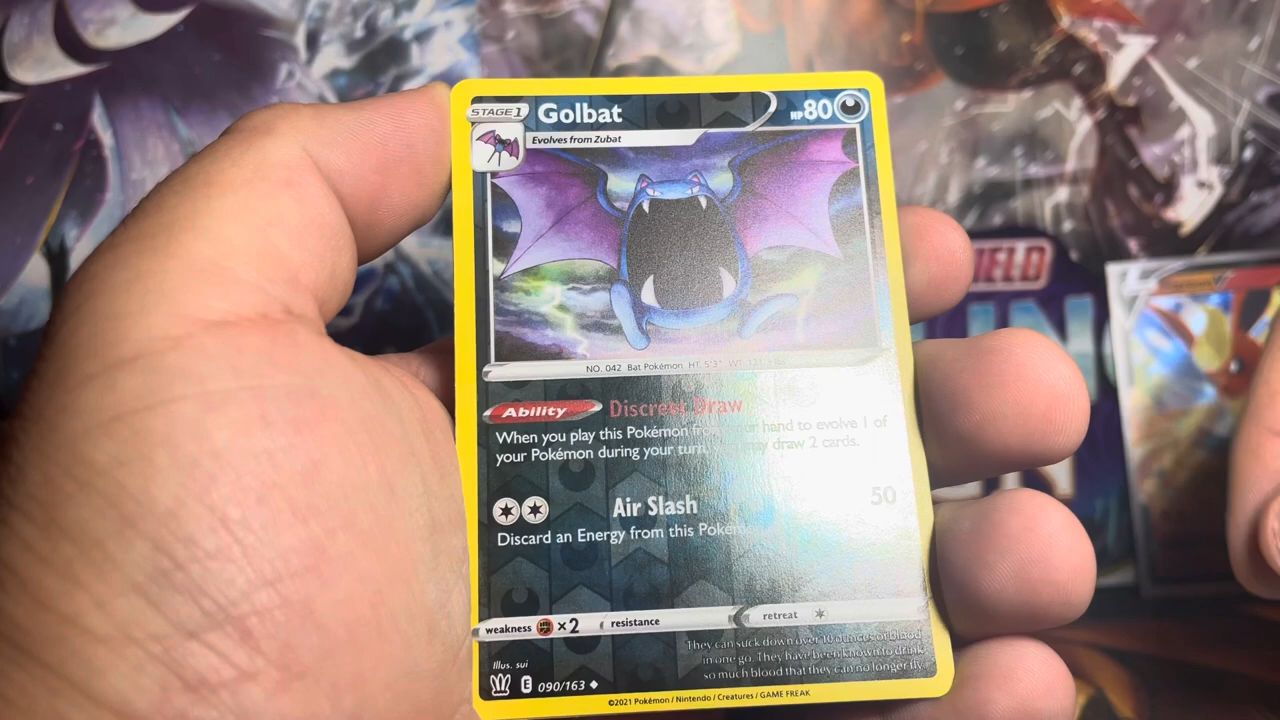 STAGE 1
Golbat
HP 80
Evolves from Zubat
NO. 042 Bat Pokémon HT 5'3" WT
Ability
Discreet Draw
When you play this Pokémon from your hand to evolve 1 of
your Pokémon during your turn, may draw 2 cards.
Air Slash
50
Discard an Energy from this Pokémon
weakness ×2
resistance
retreat
They can suck down over 10 ounces of blood
in one go. They have been known to drink
so much blood that they can no longer fly.
Illus. sui
E 090/163
©2021 Pokémon / Nintendo / Creatures / GAME FREAK